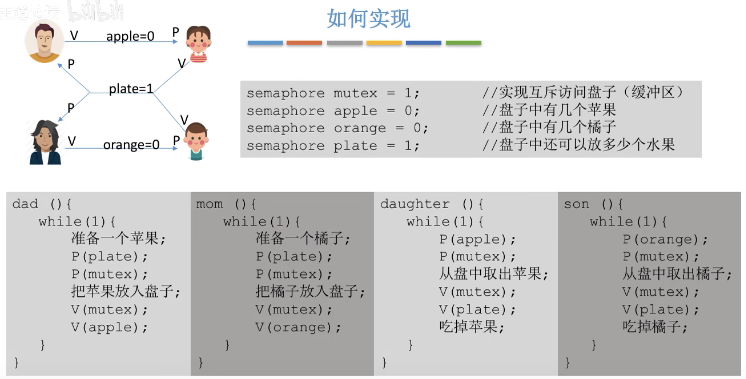 bilibili
如何实现
V apple=0 P
P V
plate=1
P V
V orange=0 P
semaphore mutex = 1; //实现互斥访问盘子（缓冲区）
semaphore apple = 0; //盘子中有几个苹果
semaphore orange = 0; //盘子中有几个橘子
semaphore plate = 1; //盘子中还可以放多少个水果
dad (){
while(1){
准备一个苹果;
P(plate);
P(mutex);
把苹果放入盘子;
V(mutex);
V(apple);
}
}
mom (){
while(1){
准备一个橘子;
P(plate);
P(mutex);
把橘子放入盘子;
V(mutex);
V(orange);
}
}
daughter (){
while(1){
P(apple);
P(mutex);
从盘中取出苹果;
V(mutex);
V(plate);
吃掉苹果;
}
}
son (){
while(1){
P(orange);
P(mutex);
从盘中取出橘子;
V(mutex);
V(plate);
吃掉橘子;
}
}